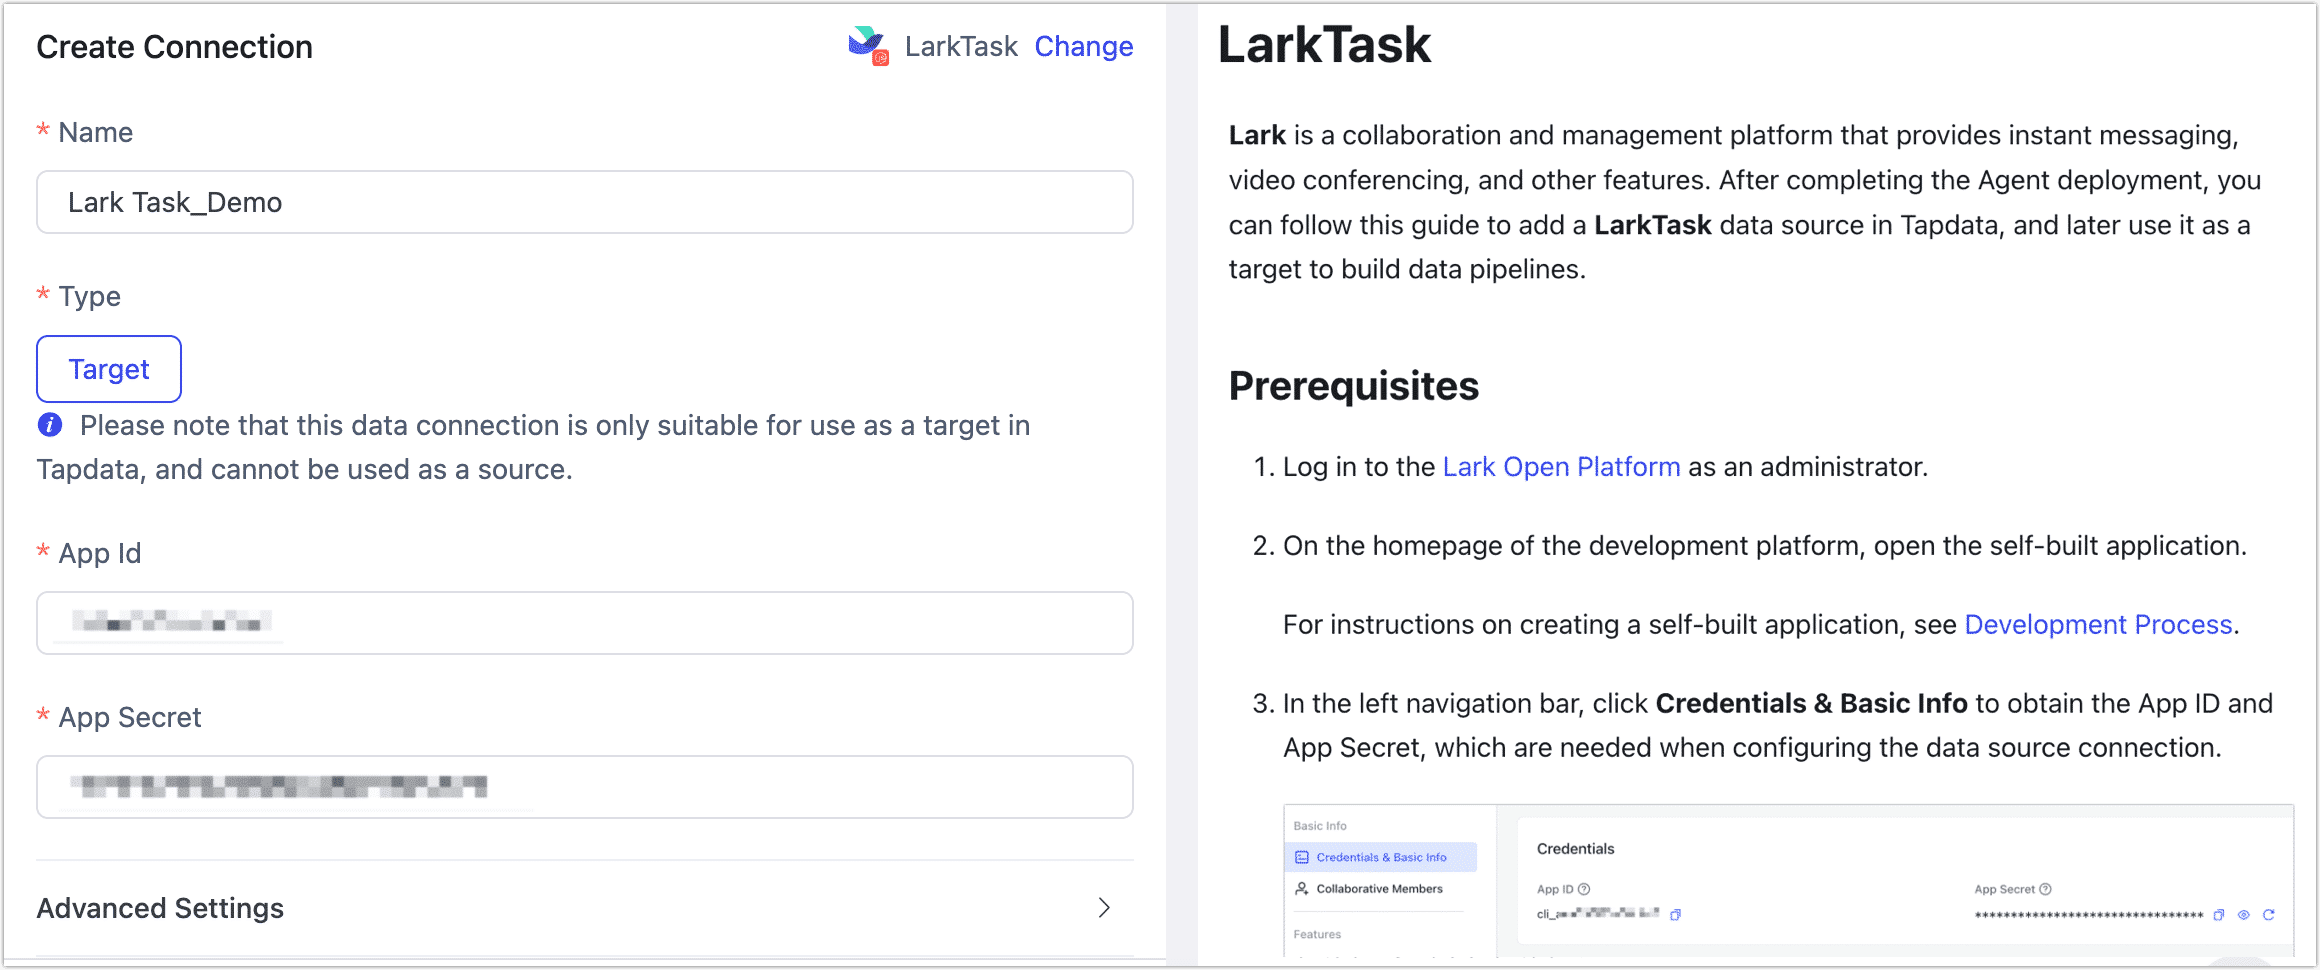 Create Connection
LarkTask Change
* Name
Lark Task_Demo
* Type
Target
Please note that this data connection is only suitable for use as a target in
Tapdata, and cannot be used as a source.
* App Id
* App Secret
Advanced Settings
LarkTask
Lark is a collaboration and management platform that provides instant messaging,
video conferencing, and other features. After completing the Agent deployment, you
can follow this guide to add a LarkTask data source in Tapdata, and later use it as a
target to build data pipelines.
Prerequisites
1. Log in to the Lark Open Platform as an administrator.
2. On the homepage of the development platform, open the self-built application.
For instructions on creating a self-built application, see Development Process.
3. In the left navigation bar, click Credentials & Basic Info to obtain the App ID and
App Secret, which are needed when configuring the data source connection.
Basic Info
Credentials & Basic Info
Collaborative Members
Features
Credentials
App ID
cli_
App Secret
********************************